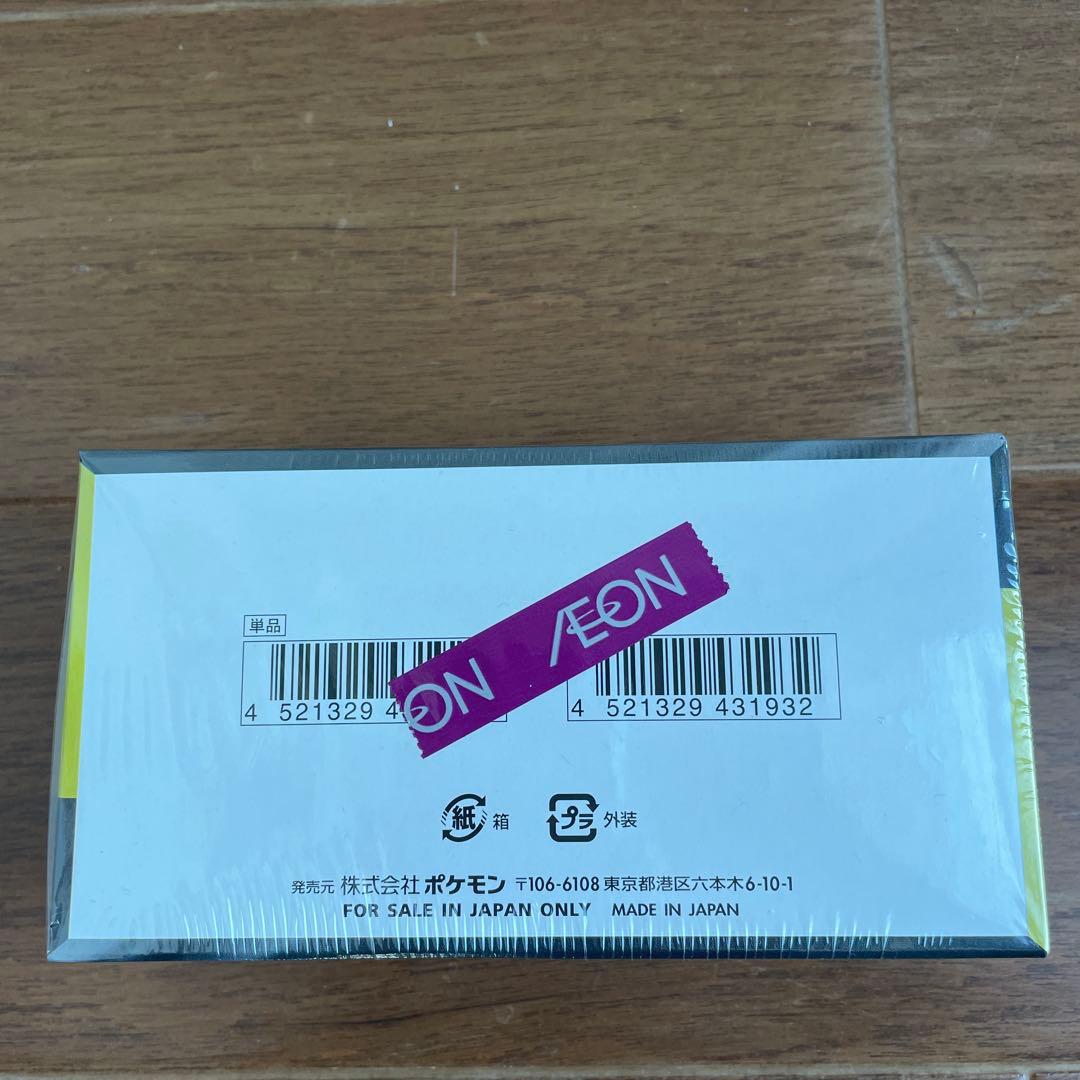 ÆON
ON
単品
4 521329 4
4 521329 431932
紙 箱
プラ 外装
発売元 株式会社 ポケモン 〒106-6108 東京都港区六本木6-10-1
FOR SALE IN JAPAN ONLY MADE IN JAPAN